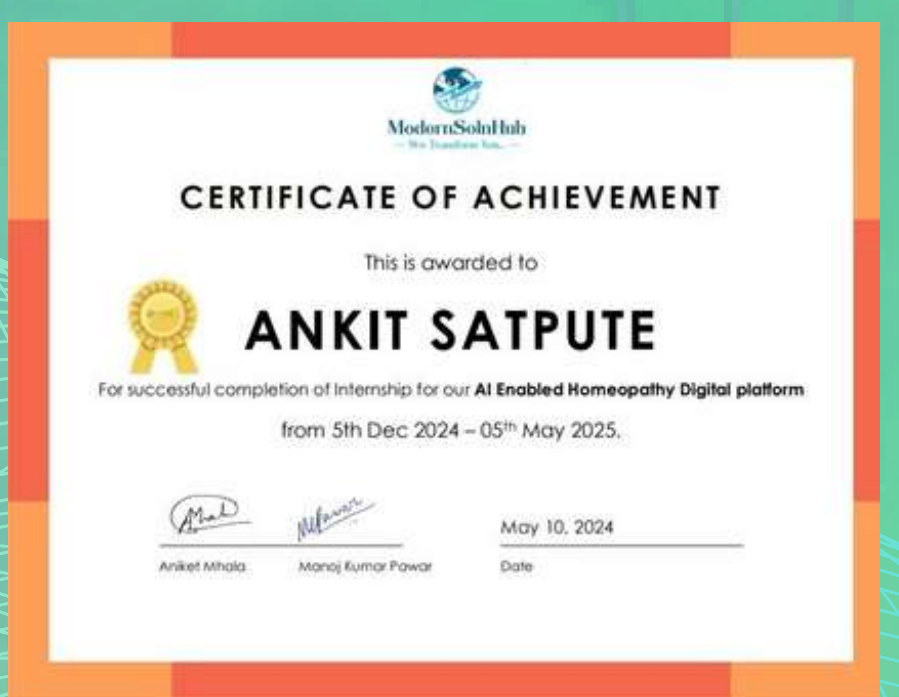 ModornSolnHub
CERTIFICATE OF ACHIEVEMENT
This is awarded to
ANKIT SATPUTE
For successful completion of Internship for our AI Enabled Homeopathy Digital platform
from 5th Dec 2024 – 05th May 2025.
May 10, 2024
Aniket Mhala Manoj Kumar Pawar Date